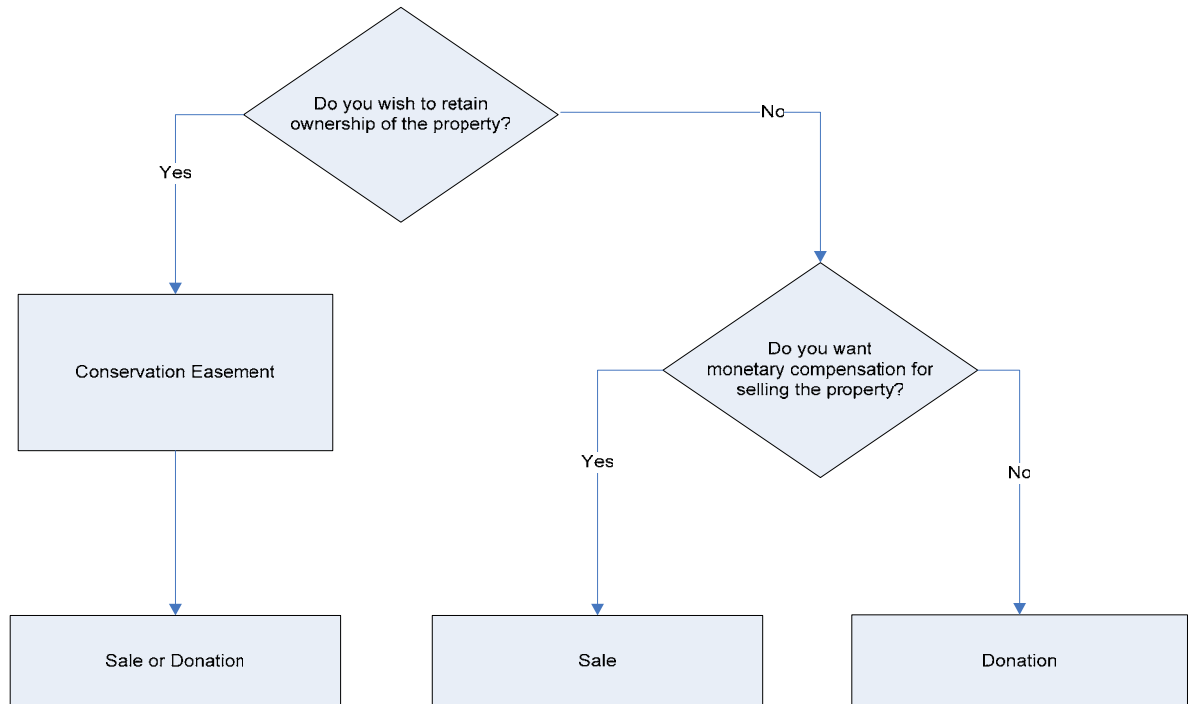 Do you wish to retain
ownership of the property?
No
Yes
Conservation Easement
Do you want
monetary compensation for
selling the property?
Yes
No
Sale or Donation
Sale
Donation